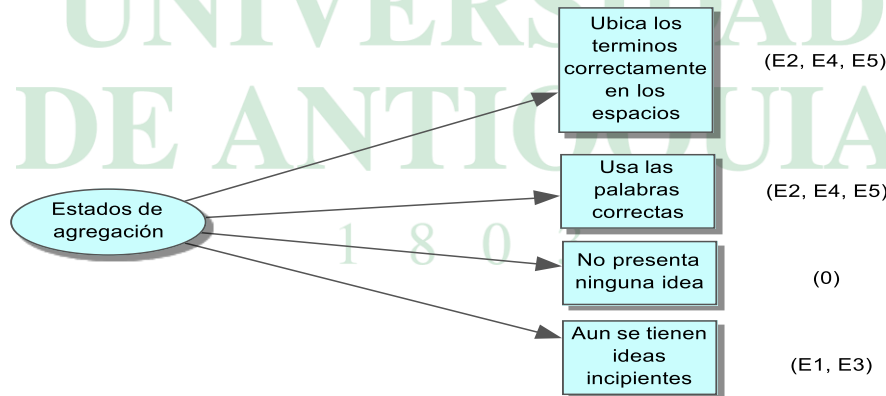 UNIVERSIDAD
DE ANTIOQUIA
1 8 0
Estados de
agregación
Ubica los
terminos
correctamente
en los
espacios
(E2, E4, E5)
Usa las
palabras
correctas
(E2, E4, E5)
No presenta
ninguna idea
(0)
Aun se tienen
ideas
incipientes
(E1, E3)